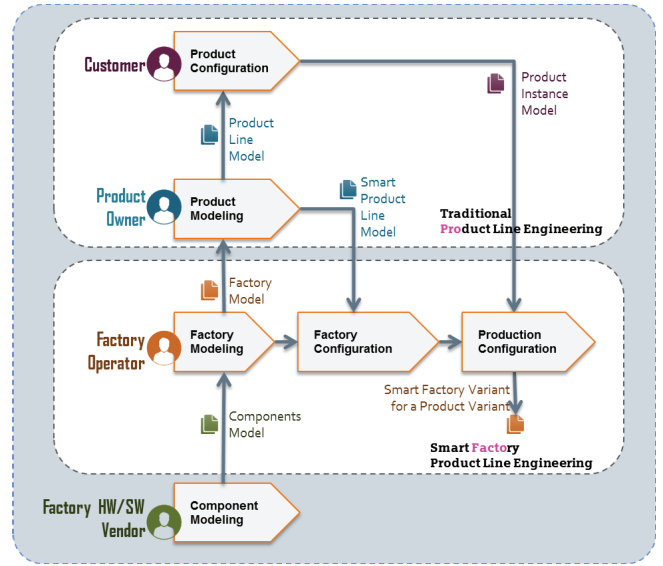 Customer
Product
Configuration
Product
Instance
Model
Product
Line
Model
Product
Owner
Product
Modeling
Smart
Product
Line
Model
Traditional
Product Line Engineering
Factory
Model
Factory
Operator
Factory
Modeling
Factory
Configuration
Production
Configuration
Smart Factory Variant
for a Product Variant
Components
Model
Smart Factory
Product Line Engineering
Factory HW/SW
Vendor
Component
Modeling